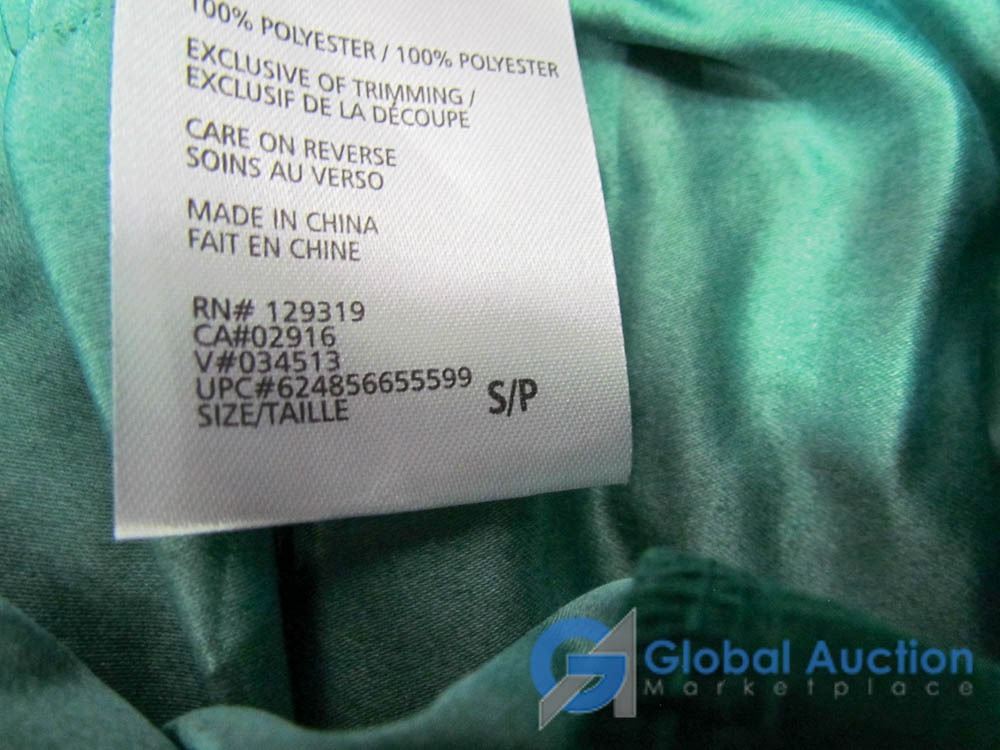 100% POLYESTER / 100% POLYESTER
EXCLUSIVE OF TRIMMING /
EXCLUSIF DE LA DÉCOUPE
CARE ON REVERSE
SOINS AU VERSO
MADE IN CHINA
FAIT EN CHINE
RN# 129319
CA#02916
V#034513
UPC#624856655599
SIZE/TAILLE S/P
Global Auction
Marketplace